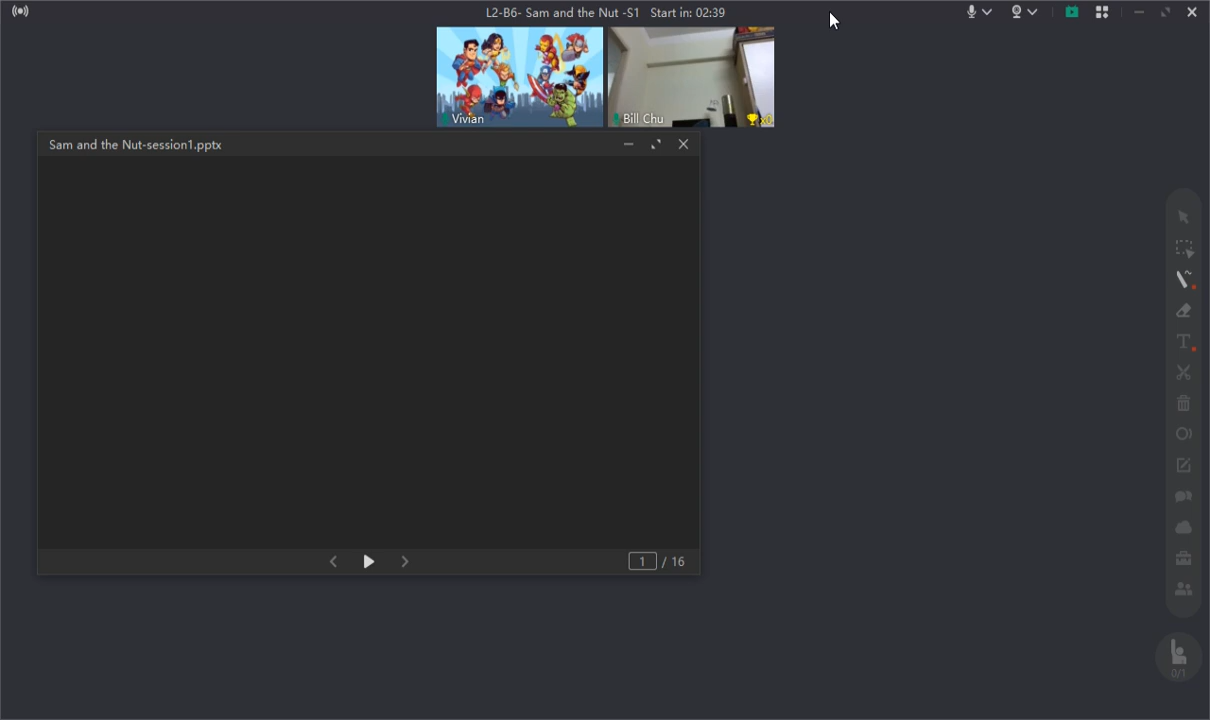 L2-B6- Sam and the Nut -S1 Start in: 02:39
Vivian
Bill Chu
x0
Sam and the Nut-session1.pptx
1 / 16
0/1